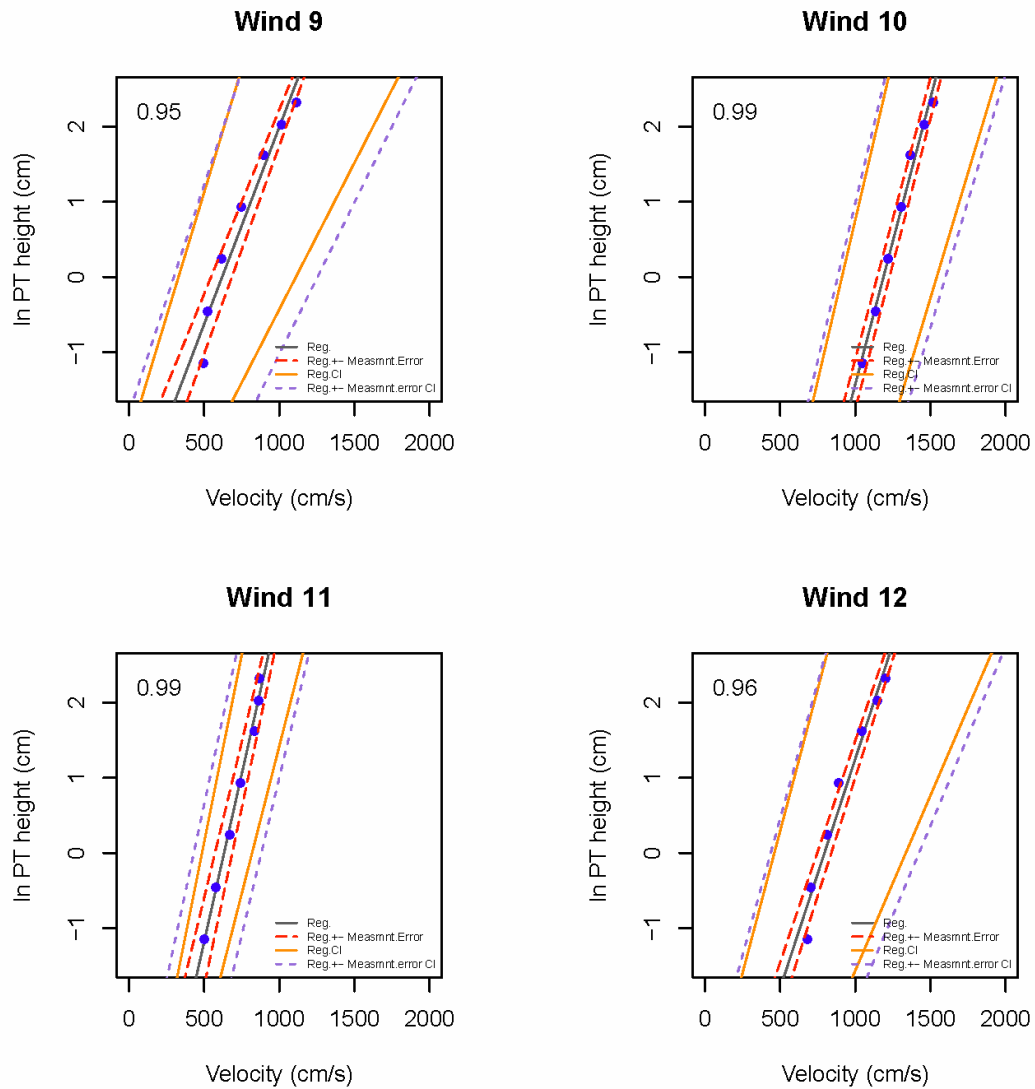 Wind 9
0.95
ln PT height (cm)
2
1
0
−1
Reg.
Reg.+− Measmnt.Error
Reg.CI
Reg.+− Measmnt.error CI
0 500 1000 1500 2000
Velocity (cm/s)
Wind 10
0.99
ln PT height (cm)
2
1
0
−1
Reg.
Reg.+− Measmnt.Error
Reg.CI
Reg.+− Measmnt.error CI
0 500 1000 1500 2000
Velocity (cm/s)
Wind 11
0.99
ln PT height (cm)
2
1
0
−1
Reg.
Reg.+− Measmnt.Error
Reg.CI
Reg.+− Measmnt.error CI
0 500 1000 1500 2000
Velocity (cm/s)
Wind 12
0.96
ln PT height (cm)
2
1
0
−1
Reg.
Reg.+− Measmnt.Error
Reg.CI
Reg.+− Measmnt.error CI
0 500 1000 1500 2000
Velocity (cm/s)